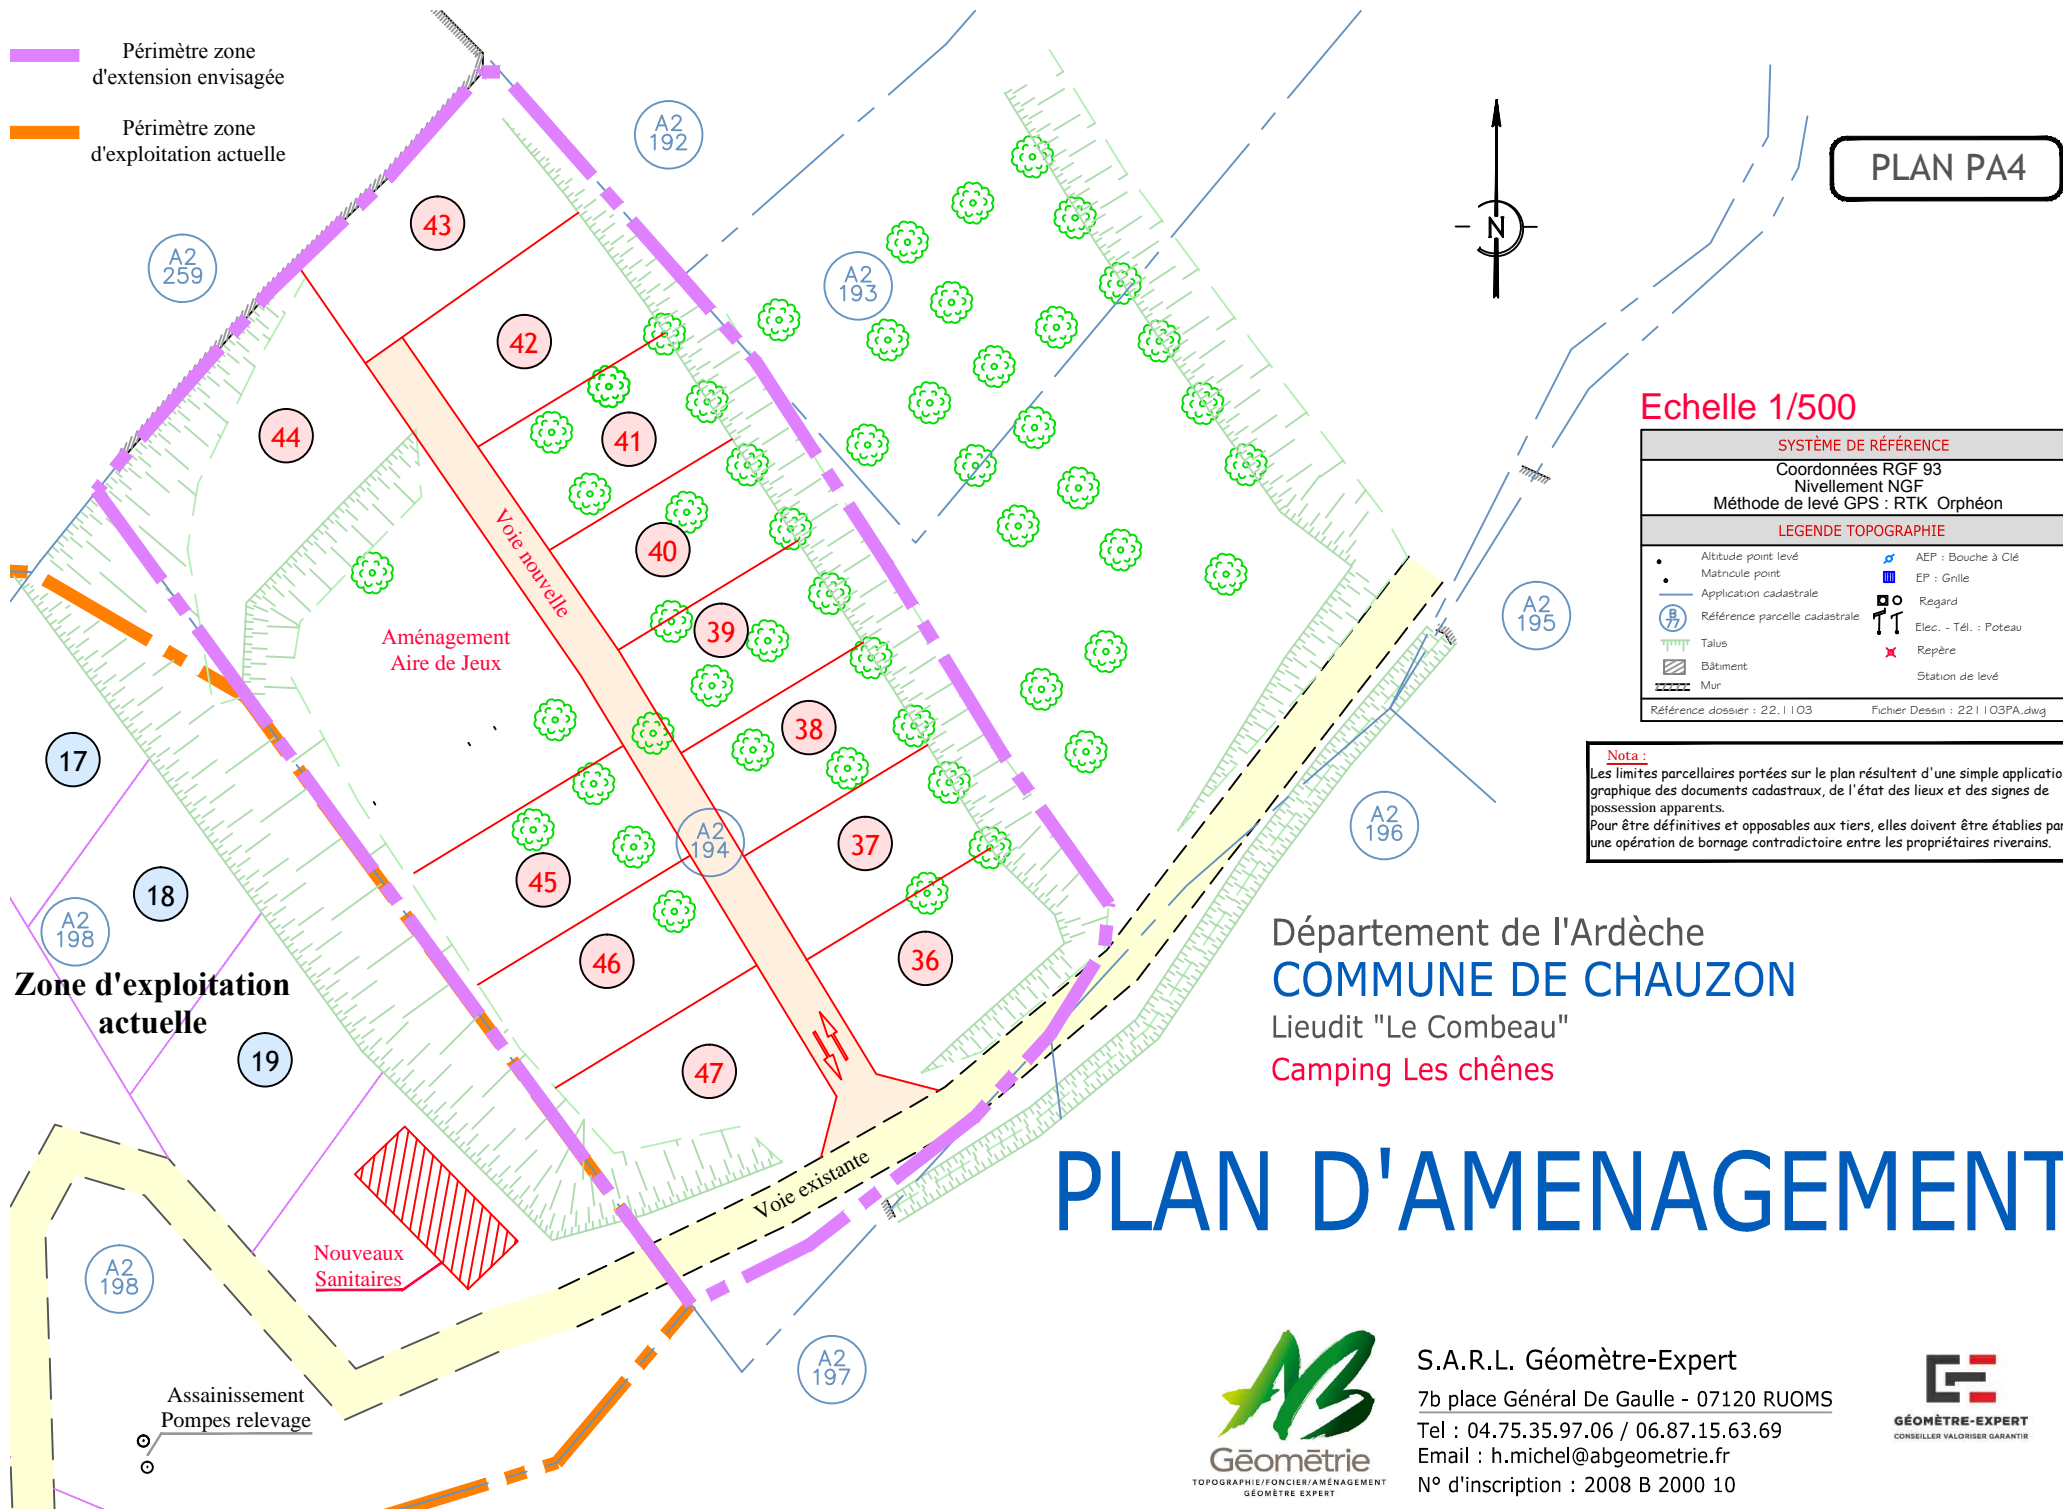 Périmètre zone
d'extension envisagée
Périmètre zone
d'exploitation actuelle
PLAN PA4
N
A2
192
A2
259
A2
193
43
42
44
41
40
39
38
37
36
45
46
47
Voie nouvelle
Aménagement
Aire de Jeux
A2
194
A2
195
A2
196
A2
197
A2
198
A2
198
17
18
19
Zone d'exploitation
actuelle
Nouveaux
Sanitaires
Voie existante
Assainissement
Pompes relevage
Echelle 1/500
SYSTÈME DE RÉFÉRENCE
Coordonnées RGF 93
Nivellement NGF
Méthode de levé GPS : RTK Orphéon
LEGENDE TOPOGRAPHIE
Altitude point levé
Matricule point
Application cadastrale
B
77
Référence parcelle cadastrale
Talus
Bâtiment
Mur
AEP : Bouche à Clé
EP : Grille
Regard
Elec. - Tél. : Poteau
Repère
Station de levé
Référence dossier : 22.1103
Fichier Dessin : 221103PA.dwg
Nota :
Les limites parcellaires portées sur le plan résultent d'une simple applicatio
graphique des documents cadastraux, de l'état des lieux et des signes de
possession apparents.
Pour être définitives et opposables aux tiers, elles doivent être établies par
une opération de bornage contradictoire entre les propriétaires riverains.
Département de l'Ardèche
COMMUNE DE CHAUZON
Lieudit "Le Combeau"
Camping Les chênes
PLAN D'AMENAGEMENT
AB
Géométrie
TOPOGRAPHIE/FONCIER/AMÉNAGEMENT
GÉOMÈTRE EXPERT
S.A.R.L. Géomètre-Expert
7b place Général De Gaulle - 07120 RUOMS
Tel : 04.75.35.97.06 / 06.87.15.63.69
Email : h.michel@abgeometrie.fr
N° d'inscription : 2008 B 2000 10
GÉOMÈTRE-EXPERT
CONSEILLER VALORISER GARANTIR